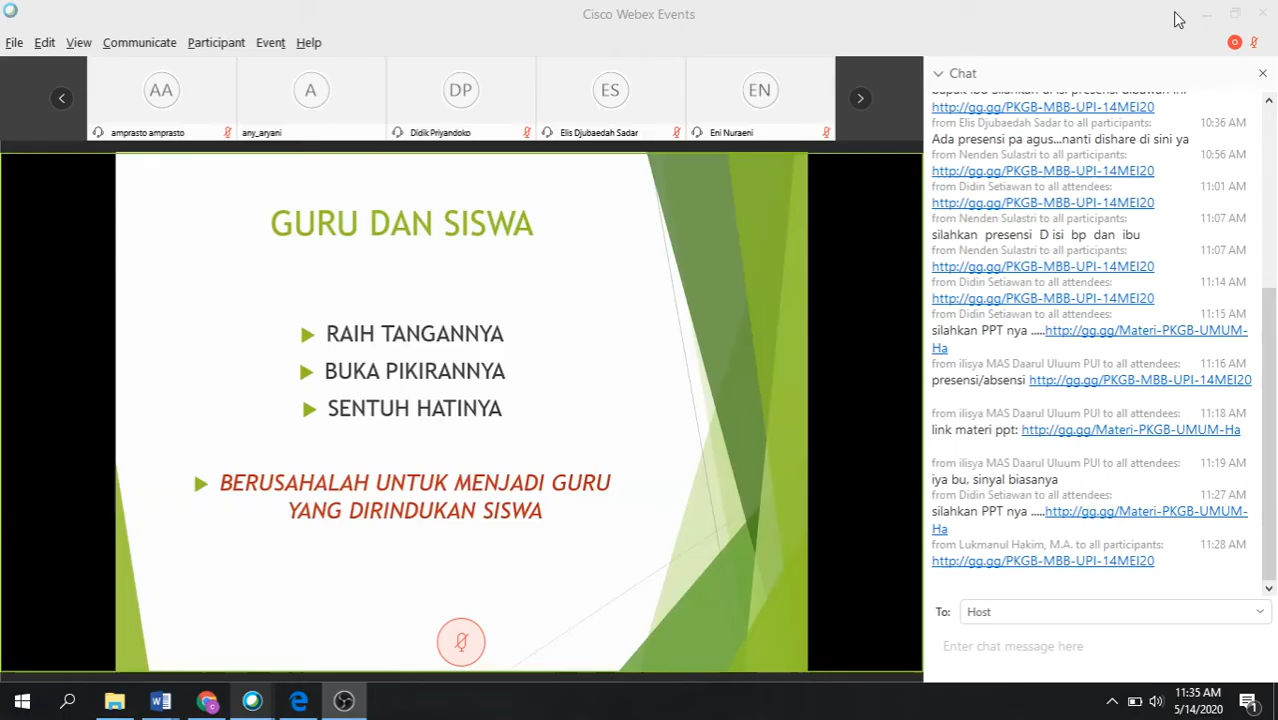 Cisco Webex Events
File Edit View Communicate Participant Event Help
AA
A
DP
ES
EN
amprasto amprasto
any_aryani
Didik Priyandoko
Elis Djubaedah Sadar
Eni Nuraeni
GURU DAN SISWA
RAIH TANGANNYA
BUKA PIKIRANNYA
SENTUH HATINYA
BERUSAHALAH UNTUK MENJADI GURU
YANG DIRINDUKAN SISWA
Chat
http://gg.gg/PKGB-MBB-UPI-14MEI20
from Elis Djubaedah Sadar to all participants: 10:36 AM
Ada presensi pa agus...nanti dishare di sini ya
from Nenden Sulastri to all participants: 10:56 AM
http://gg.gg/PKGB-MBB-UPI-14MEI20
from Didin Setiawan to all attendees: 11:01 AM
http://gg.gg/PKGB-MBB-UPI-14MEI20
from Nenden Sulastri to all participants: 11:07 AM
silahkan presensi D isi bp dan ibu
from Nenden Sulastri to all participants: 11:07 AM
http://gg.gg/PKGB-MBB-UPI-14MEI20
from Didin Setiawan to all attendees: 11:14 AM
http://gg.gg/PKGB-MBB-UPI-14MEI20
from Didin Setiawan to all attendees: 11:15 AM
silahkan PPT nya .....http://gg.gg/Materi-PKGB-UMUM-
Ha
from ilisya MAS Daarul Uluum PUI to all attendees: 11:16 AM
presensi/absensi http://gg.gg/PKGB-MBB-UPI-14MEI20
from ilisya MAS Daarul Uluum PUI to all attendees: 11:18 AM
link materi ppt: http://gg.gg/Materi-PKGB-UMUM-Ha
from ilisya MAS Daarul Uluum PUI to all attendees: 11:19 AM
iya bu, sinyal biasanya
from Didin Setiawan to all attendees: 11:27 AM
silahkan PPT nya .....http://gg.gg/Materi-PKGB-UMUM-
Ha
from Lukmanul Hakim, M.A. to all participants: 11:28 AM
http://gg.gg/PKGB-MBB-UPI-14MEI20
To: Host
Enter chat message here
11:35 AM
5/14/2020
1